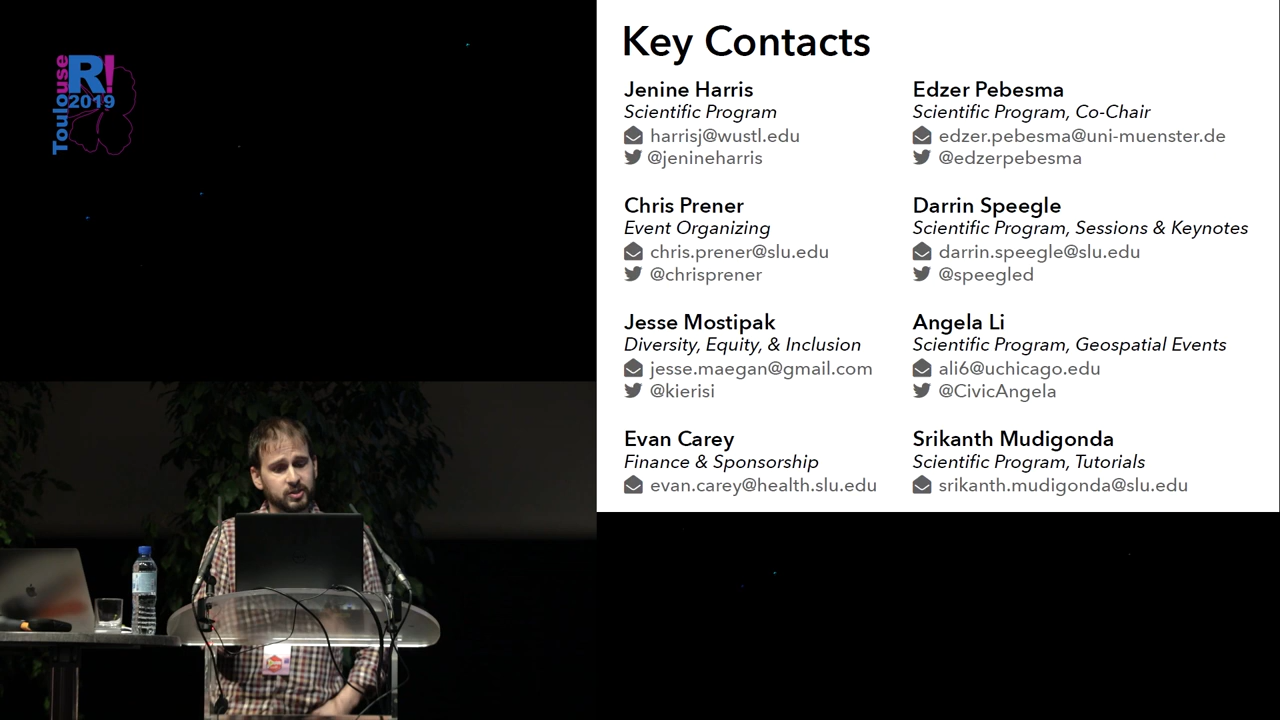 Toulouse
R!
2019
Key Contacts
Jenine Harris
Scientific Program
harrisj@wustl.edu
@jenineharris
Chris Prener
Event Organizing
chris.prener@slu.edu
@chrisprener
Jesse Mostipak
Diversity, Equity, & Inclusion
jesse.maegan@gmail.com
@kierisi
Evan Carey
Finance & Sponsorship
evan.carey@health.slu.edu
Edzer Pebesma
Scientific Program, Co-Chair
edzer.pebesma@uni-muenster.de
@edzerpebesma
Darrin Speegle
Scientific Program, Sessions & Keynotes
darrin.speegle@slu.edu
@speegled
Angela Li
Scientific Program, Geospatial Events
ali6@uchicago.edu
@CivicAngela
Srikanth Mudigonda
Scientific Program, Tutorials
srikanth.mudigonda@slu.edu